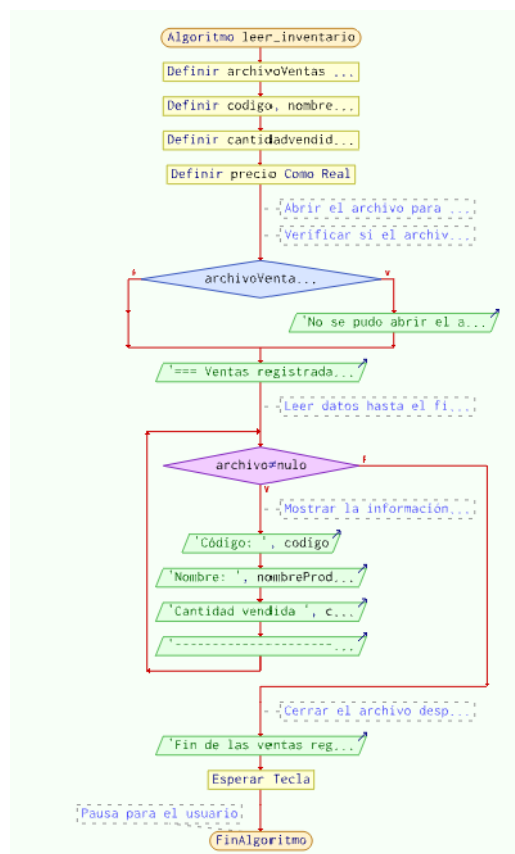 Algoritmo leer_inventario
Definir archivoVentas ...
Definir codigo, nombre...
Definir cantidadvendid...
Definir precio Como Real
Abrir el archivo para ...
Verificar si el archiv...
archivoVenta...
F
V
'No se pudo abrir el a...
'=== Ventas registrada...
Leer datos hasta el fi...
archivo≠nulo
F
V
Mostrar la información...
'Código: ', codigo
'Nombre: ', nombreProd...
'Cantidad vendida ', c...
'---------------------...
Cerrar el archivo desp...
'Fin de las ventas reg...
Esperar Tecla
Pausa para el usuario
FinAlgoritmo